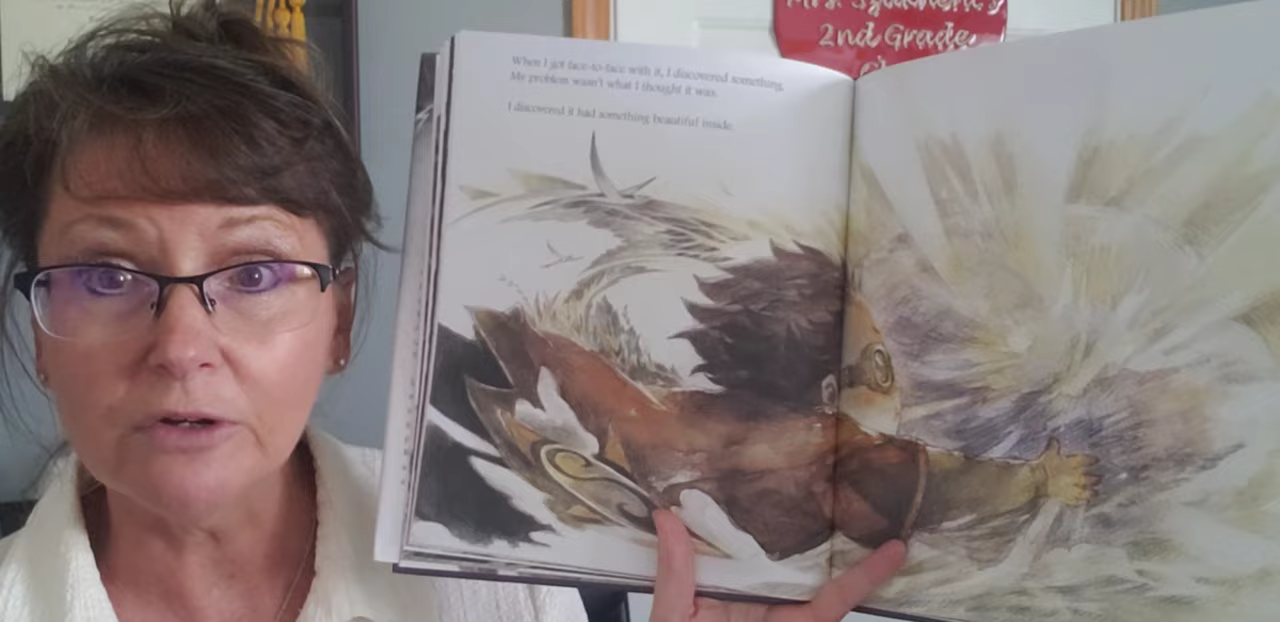 2nd Grade
When I got face-to-face with it, I discovered something.
My problem wasn't what I thought it was.
I discovered it had something beautiful inside.